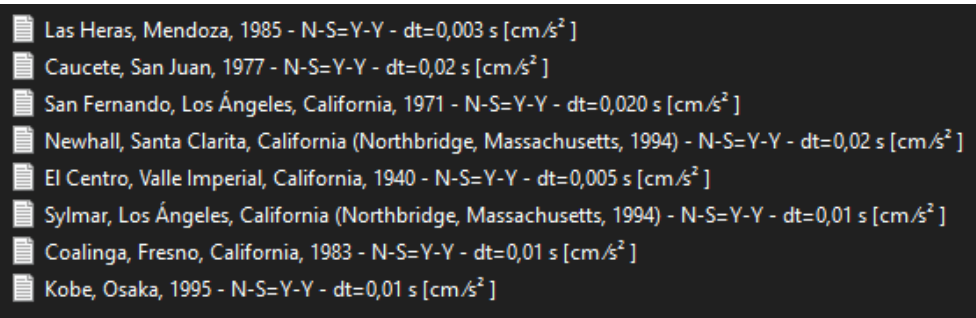 Las Heras, Mendoza, 1985 - N-S=Y-Y - dt=0,003 s [cm ⁄s² ]
Caucete, San Juan, 1977 - N-S=Y-Y - dt=0,02 s [cm ⁄s² ]
San Fernando, Los Ángeles, California, 1971 - N-S=Y-Y - dt=0,020 s [cm ⁄s² ]
Newhall, Santa Clarita, California (Northbridge, Massachusetts, 1994) - N-S=Y-Y - dt=0,02 s [cm ⁄s² ]
El Centro, Valle Imperial, California, 1940 - N-S=Y-Y - dt=0,005 s [cm ⁄s² ]
Sylmar, Los Ángeles, California (Northbridge, Massachusetts, 1994) - N-S=Y-Y - dt=0,01 s [cm ⁄s² ]
Coalinga, Fresno, California, 1983 - N-S=Y-Y - dt=0,01 s [cm ⁄s² ]
Kobe, Osaka, 1995 - N-S=Y-Y - dt=0,01 s [cm ⁄s² ]